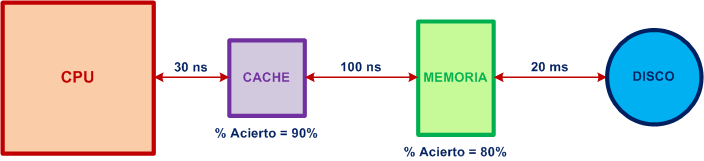 CPU
30 ns
CACHE
100 ns
MEMORIA
20 ms
DISCO
% Acierto = 90%
% Acierto = 80%